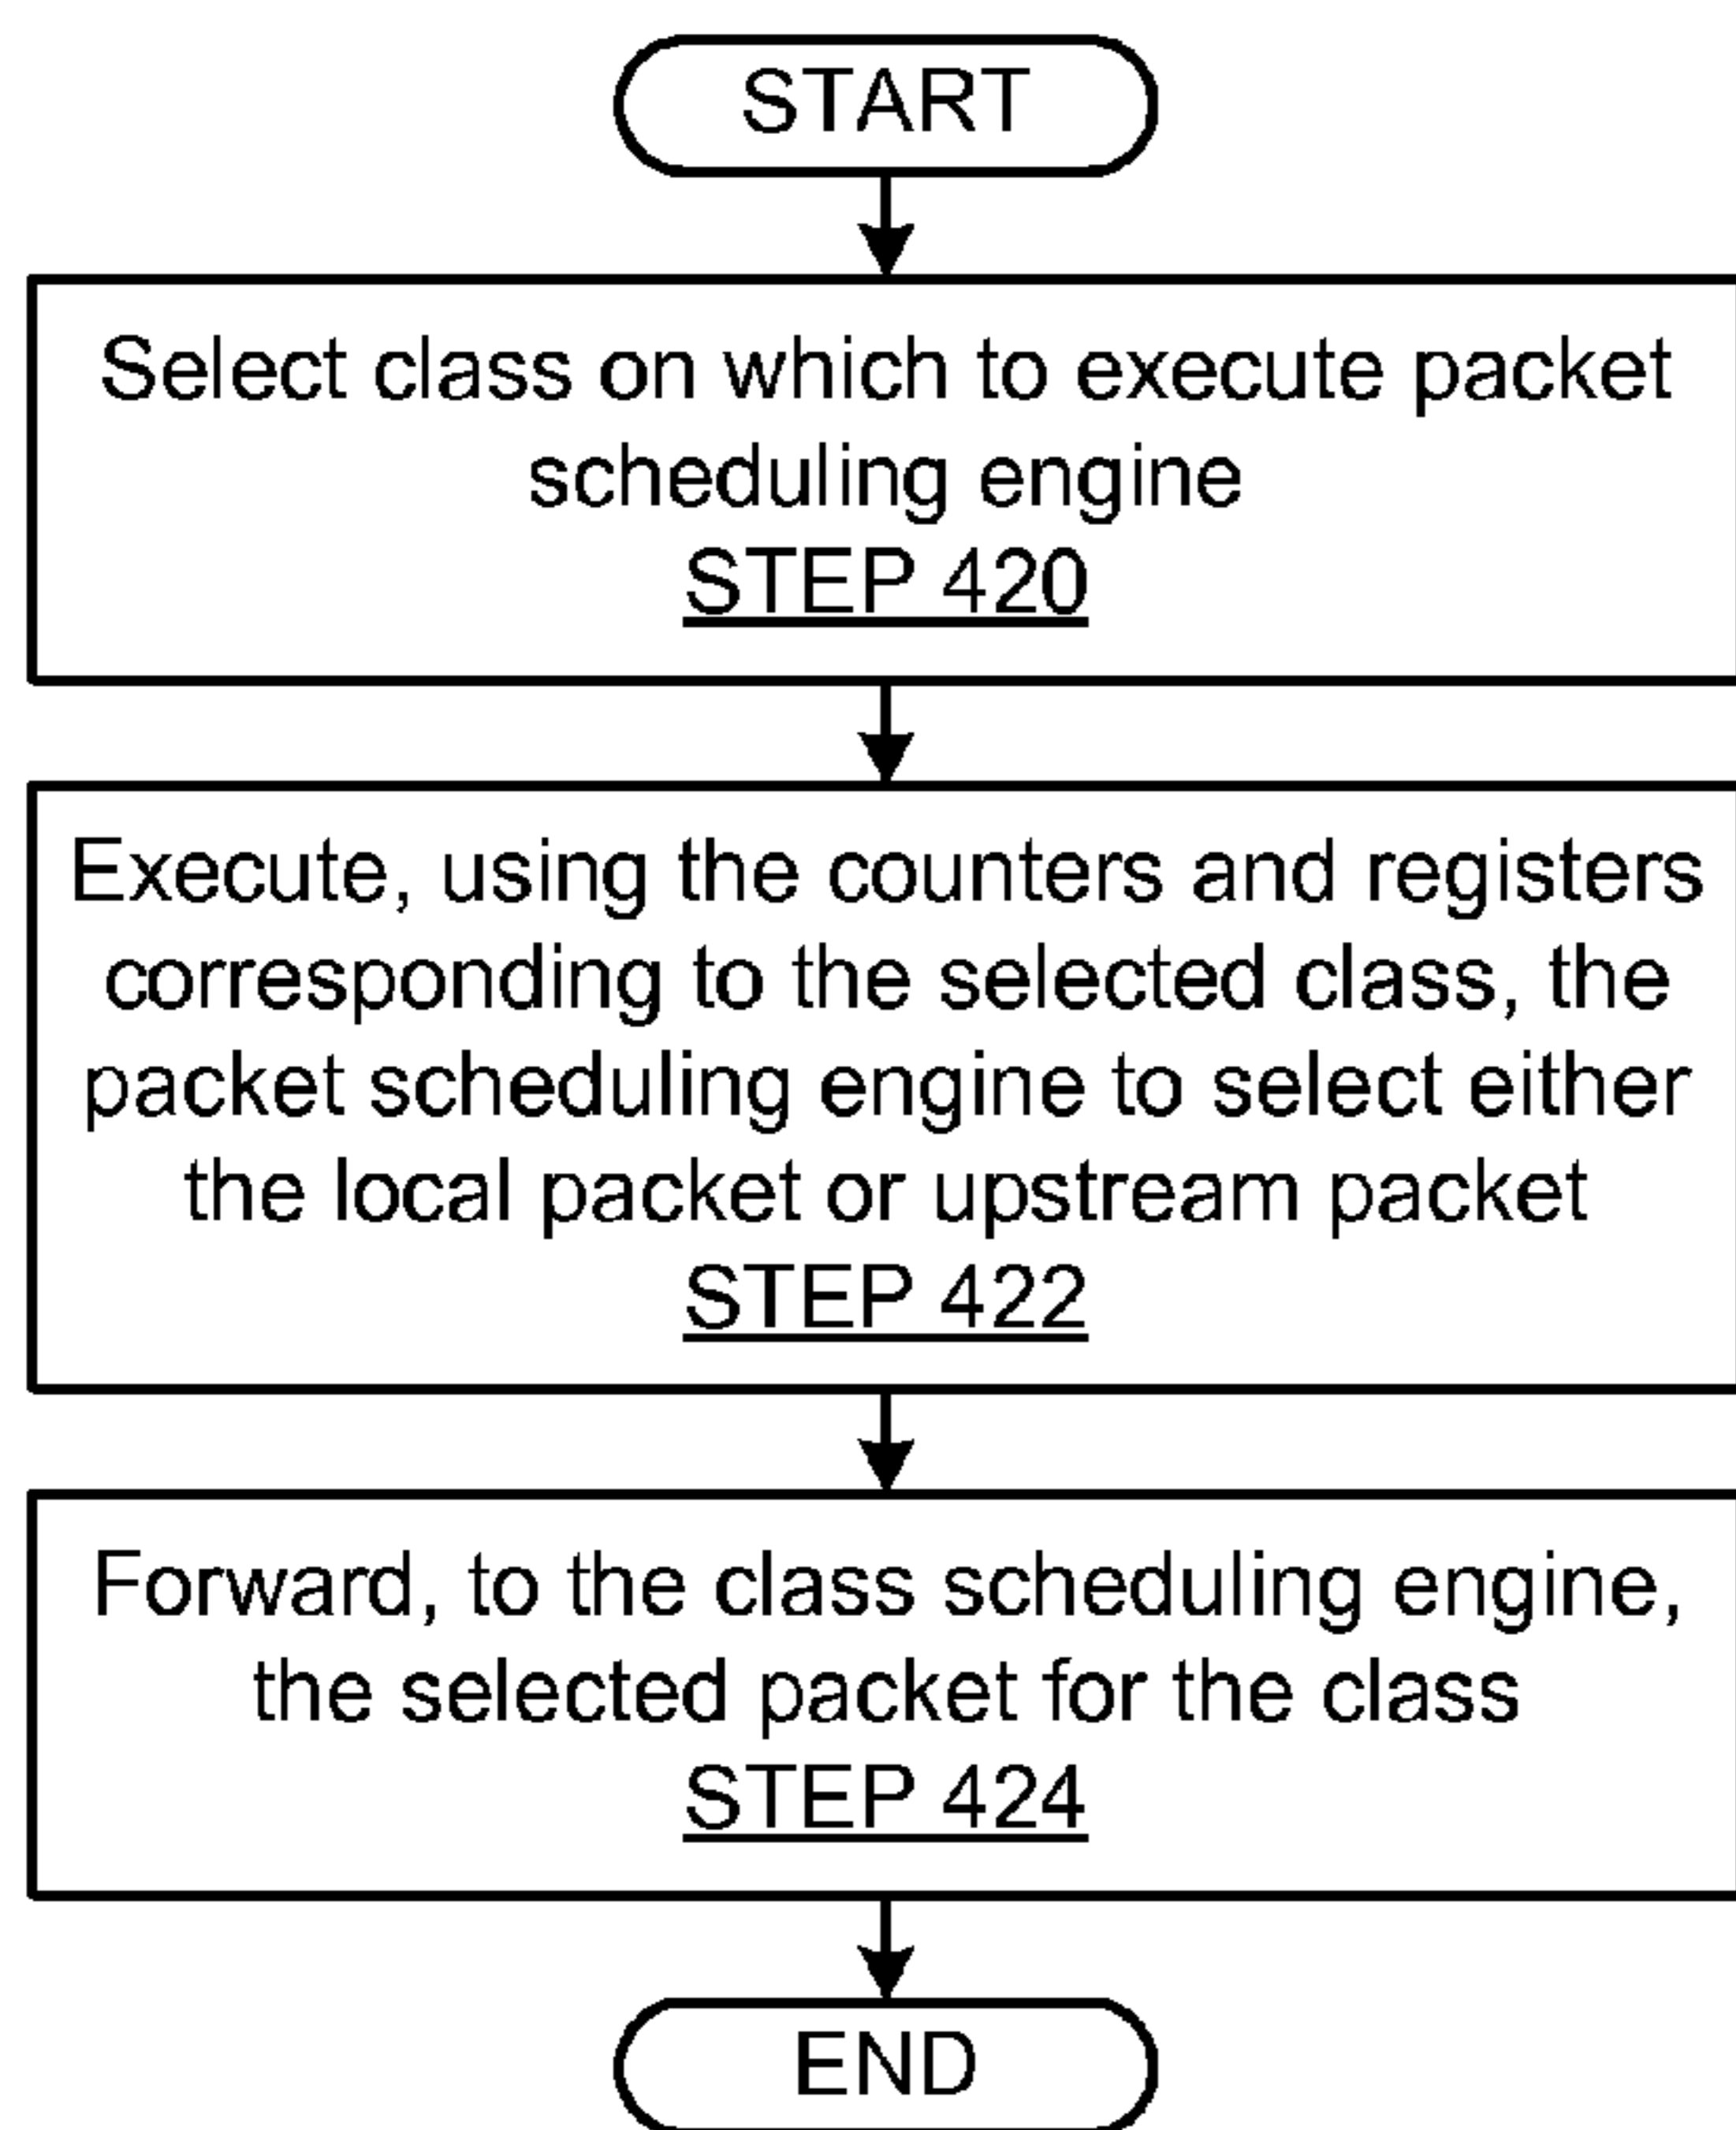 START
Select class on which to execute packet
scheduling engine
STEP 420
Execute, using the counters and registers
corresponding to the selected class, the
packet scheduling engine to select either
the local packet or upstream packet
STEP 422
Forward, to the class scheduling engine,
the selected packet for the class
STEP 424
END